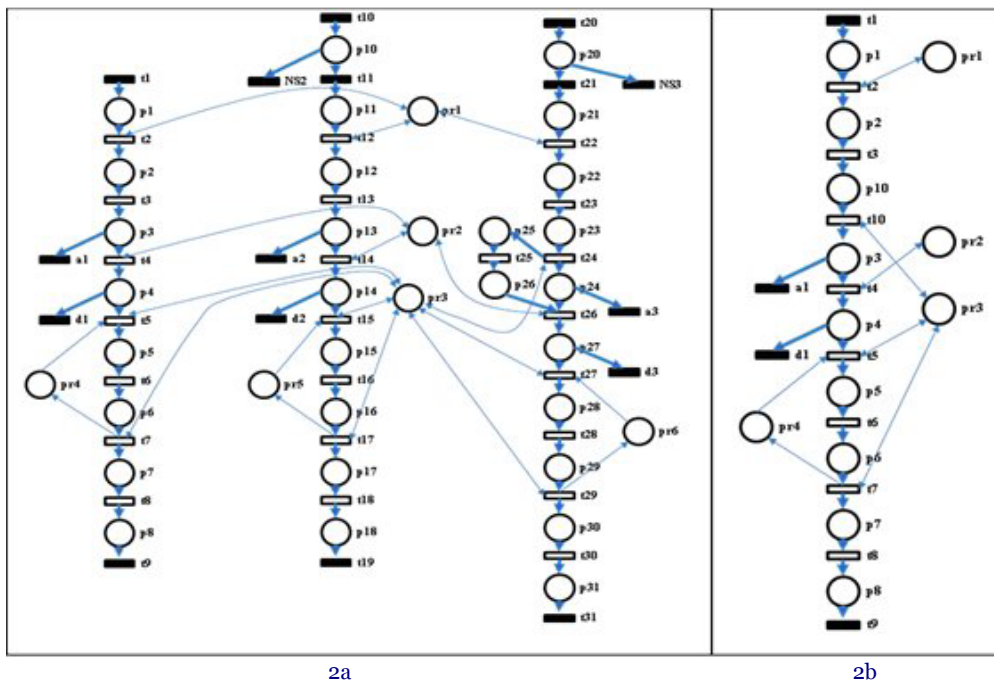 t10
t20
t1
p10
p20
p1
pr1
NS2
t11
t21
NS3
t2
t1
p11
pr1
p21
p2
p1
t2
t12
t22
t3
p2
p12
p22
p10
t3
t13
t23
t10
p3
p13
pr2
p25
p23
pr2
a1
t4
a2
t14
t25
t24
p3
a1
t4
p4
p14
pr3
p26
p24
pr3
d1
t5
d2
t15
t26
a3
p4
d1
t5
p5
p15
p27
pr4
t6
pr5
t16
t27
d3
p5
t6
p6
p16
p28
pr6
pr4
p6
t7
t17
t28
t7
p7
p17
p29
p7
t8
t18
t29
t8
p8
p18
p30
p8
t9
t19
t30
p31
t9
t31
2a
2b